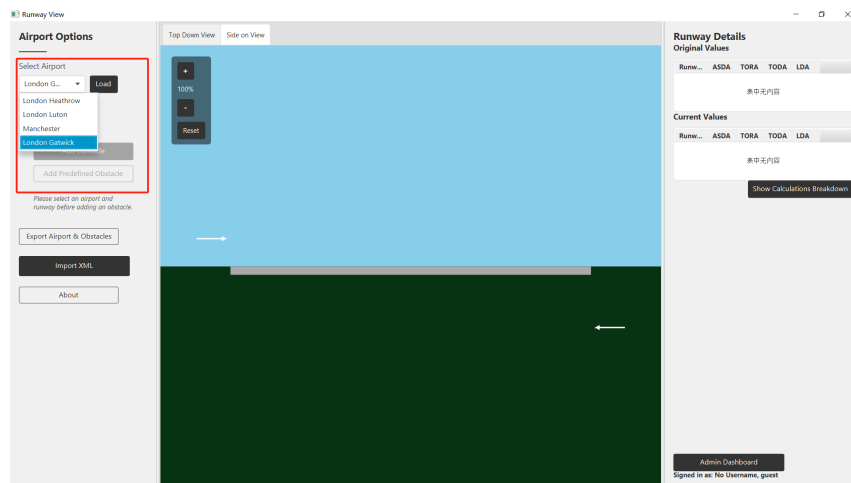 Runway View
Airport Options
Select Airport
London G...
Load
London Heathrow
London Luton
Manchester
London Gatwick
Add Predefined Obstacle
Please select an airport and
runway before adding an obstacle.
Export Airport & Obstacles
Import XML
About
Top Down View
Side on View
+
100%
-
Reset
Runway Details
Original Values
Runw... ASDA TORA TODA LDA
表中无内容
Current Values
Runw... ASDA TORA TODA LDA
表中无内容
Show Calculations Breakdown
Admin Dashboard
Signed in as: No Username, guest